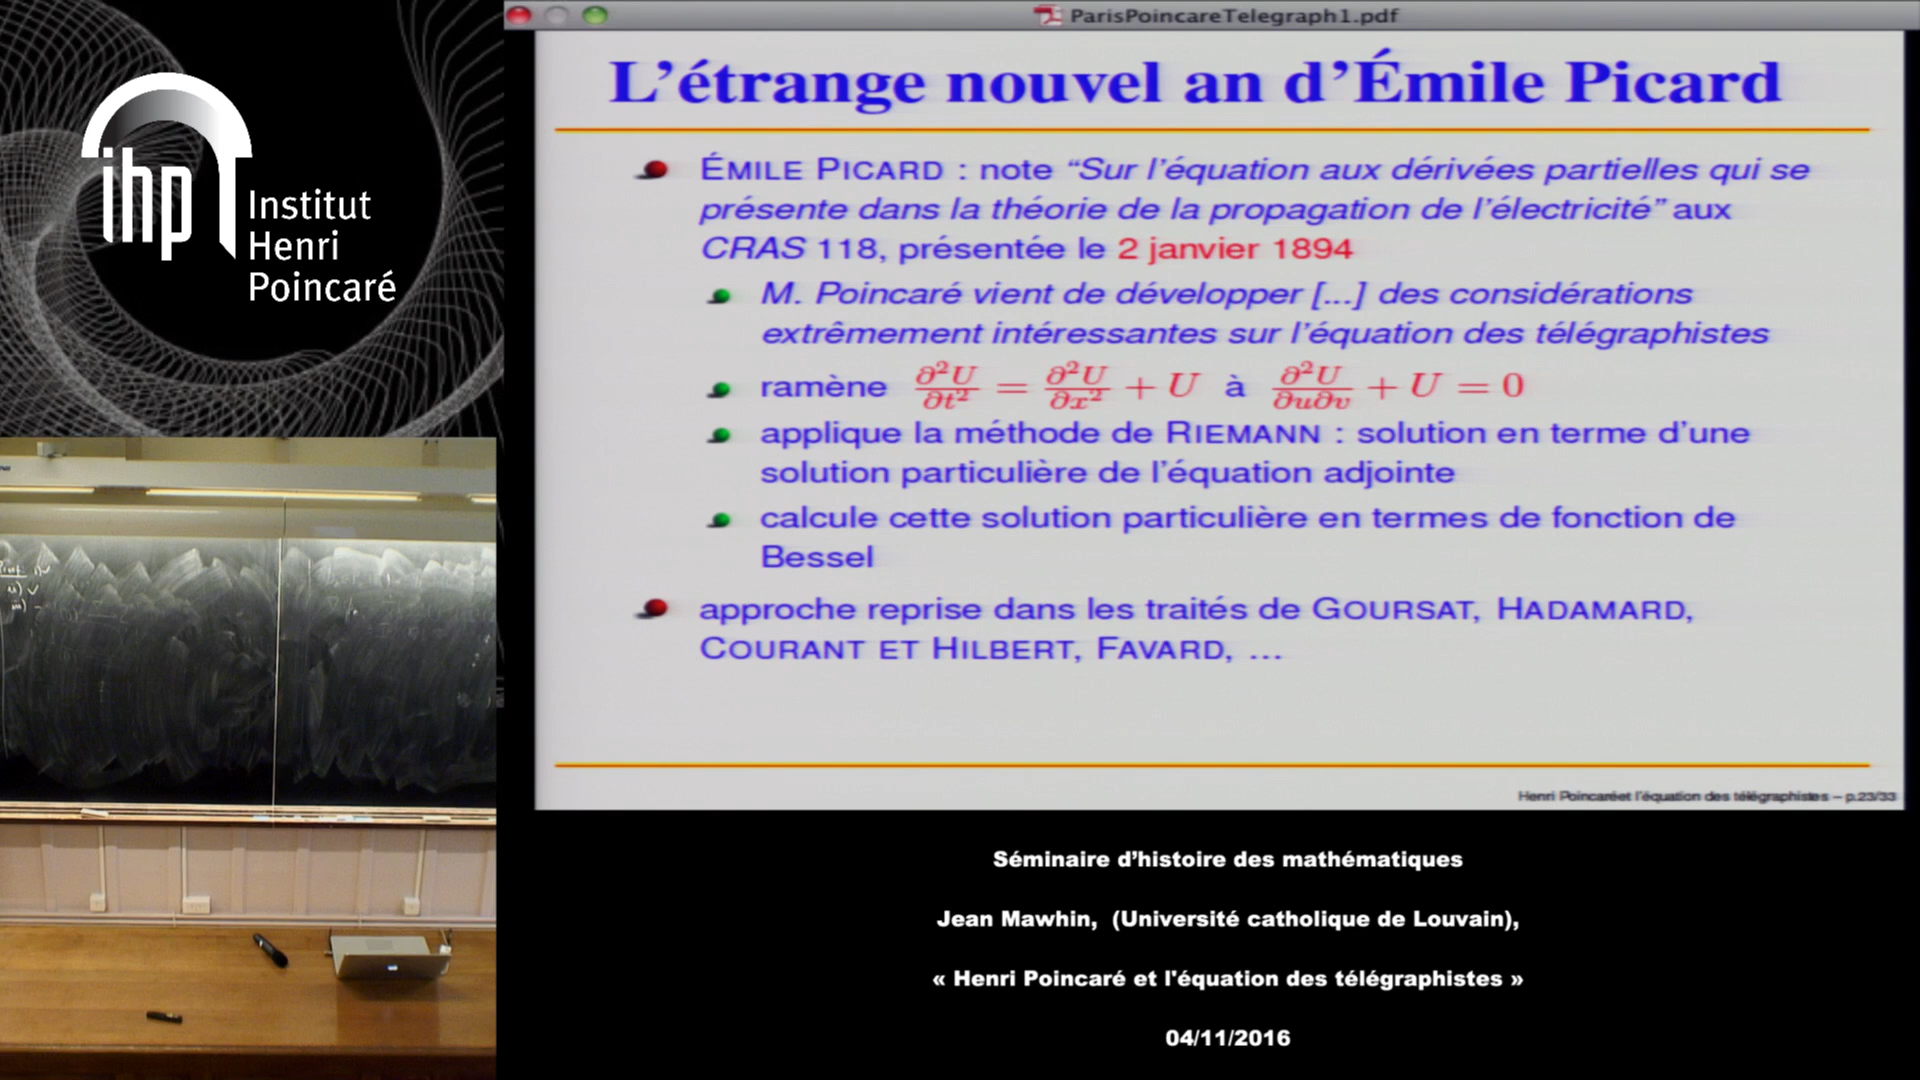 ihp
Institut
Henri
Poincaré
ParisPoincareTelegraph1.pdf
L’étrange nouvel an d’Émile Picard
ÉMILE PICARD : note “Sur l’équation aux dérivées partielles qui se
présente dans la théorie de la propagation de l’électricité” aux
CRAS 118, présentée le 2 janvier 1894
M. Poincaré vient de développer [...] des considérations
extrêmement intéressantes sur l’équation des télégraphistes
ramène ∂²U/∂t² = ∂²U/∂x² + U à ∂²U/∂u∂v + U = 0
applique la méthode de RIEMANN : solution en terme d’une
solution particulière de l’équation adjointe
calcule cette solution particulière en termes de fonction de
Bessel
approche reprise dans les traités de GOURSAT, HADAMARD,
COURANT ET HILBERT, FAVARD, ...
Henri Poincaréet l’équation des télégraphistes – p.23/33
Séminaire d’histoire des mathématiques
Jean Mawhin, (Université catholique de Louvain),
« Henri Poincaré et l'équation des télégraphistes »
04/11/2016